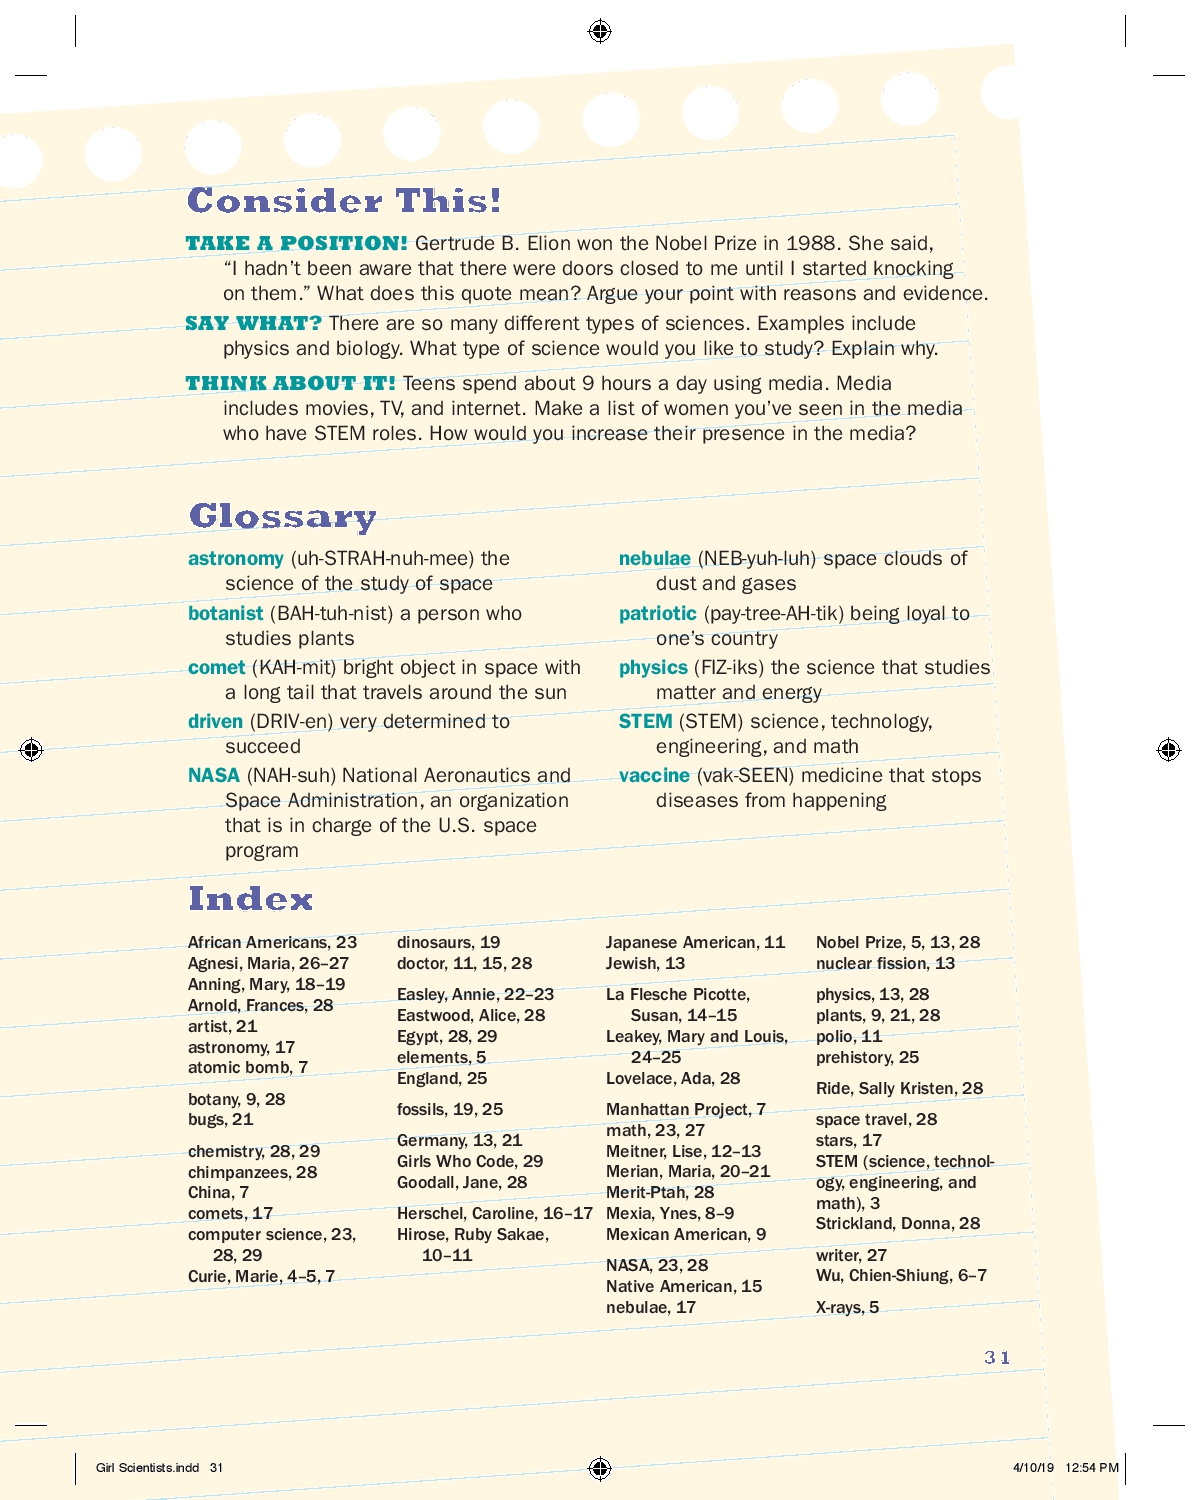 Consider This!
TAKE A POSITION! Gertrude B. Elion won the Nobel Prize in 1988. She said,
“I hadn’t been aware that there were doors closed to me until I started knocking
on them.” What does this quote mean? Argue your point with reasons and evidence.
SAY WHAT? There are so many different types of sciences. Examples include
physics and biology. What type of science would you like to study? Explain why.
THINK ABOUT IT! Teens spend about 9 hours a day using media. Media
includes movies, TV, and internet. Make a list of women you’ve seen in the media
who have STEM roles. How would you increase their presence in the media?
Glossary
astronomy (uh-STRAH-nuh-mee) the
science of the study of space
botanist (BAH-tuh-nist) a person who
studies plants
comet (KAH-mit) bright object in space with
a long tail that travels around the sun
driven (DRIV-en) very determined to
succeed
NASA (NAH-suh) National Aeronautics and
Space Administration, an organization
that is in charge of the U.S. space
program
nebulae (NEB-yuh-luh) space clouds of
dust and gases
patriotic (pay-tree-AH-tik) being loyal to
one’s country
physics (FIZ-iks) the science that studies
matter and energy
STEM (STEM) science, technology,
engineering, and math
vaccine (vak-SEEN) medicine that stops
diseases from happening
Index
African Americans, 23
Agnesi, Maria, 26–27
Anning, Mary, 18–19
Arnold, Frances, 28
artist, 21
astronomy, 17
atomic bomb, 7
botany, 9, 28
bugs, 21
chemistry, 28, 29
chimpanzees, 28
China, 7
comets, 17
computer science, 23,
28, 29
Curie, Marie, 4–5, 7
dinosaurs, 19
doctor, 11, 15, 28
Easley, Annie, 22–23
Eastwood, Alice, 28
Egypt, 28, 29
elements, 5
England, 25
fossils, 19, 25
Germany, 13, 21
Girls Who Code, 29
Goodall, Jane, 28
Herschel, Caroline, 16–17
Hirose, Ruby Sakae,
10–11
Japanese American, 11
Jewish, 13
La Flesche Picotte,
Susan, 14–15
Leakey, Mary and Louis,
24–25
Lovelace, Ada, 28
Manhattan Project, 7
math, 23, 27
Meitner, Lise, 12–13
Merian, Maria, 20–21
Merit-Ptah, 28
Mexia, Ynes, 8–9
Mexican American, 9
NASA, 23, 28
Native American, 15
nebulae, 17
Nobel Prize, 5, 13, 28
nuclear fission, 13
physics, 13, 28
plants, 9, 21, 28
polio, 11
prehistory, 25
Ride, Sally Kristen, 28
space travel, 28
stars, 17
STEM (science, technol-
ogy, engineering, and
math), 3
Strickland, Donna, 28
writer, 27
Wu, Chien-Shiung, 6–7
X-rays, 5
31
Girl Scientists.indd 31
4/10/19 12:54 PM